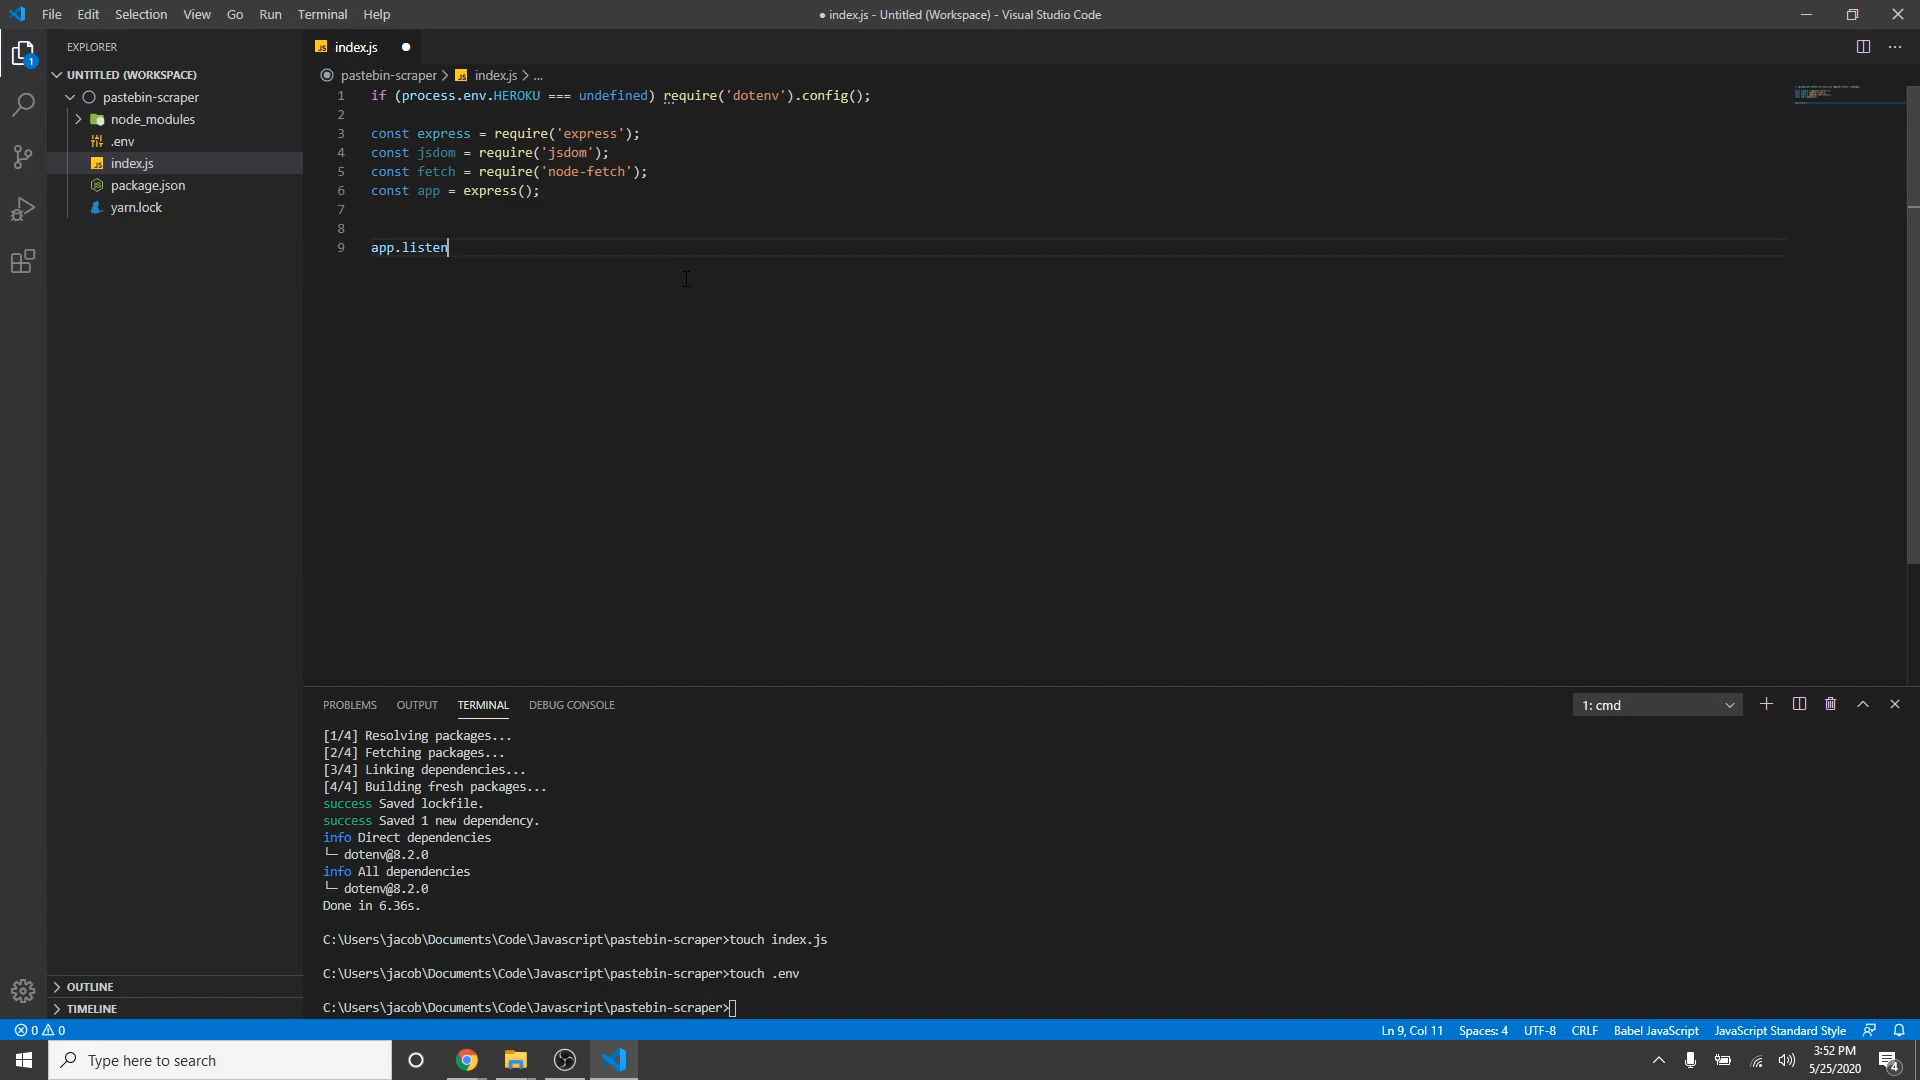 File Edit Selection View Go Run Terminal Help
● index.js - Untitled (Workspace) - Visual Studio Code
EXPLORER
UNTITLED (WORKSPACE)
pastebin-scraper
node_modules
.env
index.js
package.json
yarn.lock
OUTLINE
TIMELINE
1
JS index.js
pastebin-scraper > JS index.js > ...
1 if (process.env.HEROKU === undefined) require('dotenv').config();
2
3 const express = require('express');
4 const jsdom = require('jsdom');
5 const fetch = require('node-fetch');
6 const app = express();
7
8
9 app.listen
PROBLEMS OUTPUT TERMINAL DEBUG CONSOLE
1: cmd
[1/4] Resolving packages...
[2/4] Fetching packages...
[3/4] Linking dependencies...
[4/4] Building fresh packages...
success Saved lockfile.
success Saved 1 new dependency.
info Direct dependencies
└─ dotenv@8.2.0
info All dependencies
└─ dotenv@8.2.0
Done in 6.36s.
C:\Users\jacob\Documents\Code\Javascript\pastebin-scraper>touch index.js
C:\Users\jacob\Documents\Code\Javascript\pastebin-scraper>touch .env
C:\Users\jacob\Documents\Code\Javascript\pastebin-scraper>
0 0
Ln 9, Col 11 Spaces: 4 UTF-8 CRLF Babel JavaScript JavaScript Standard Style
Type here to search
3:52 PM
5/25/2020
4